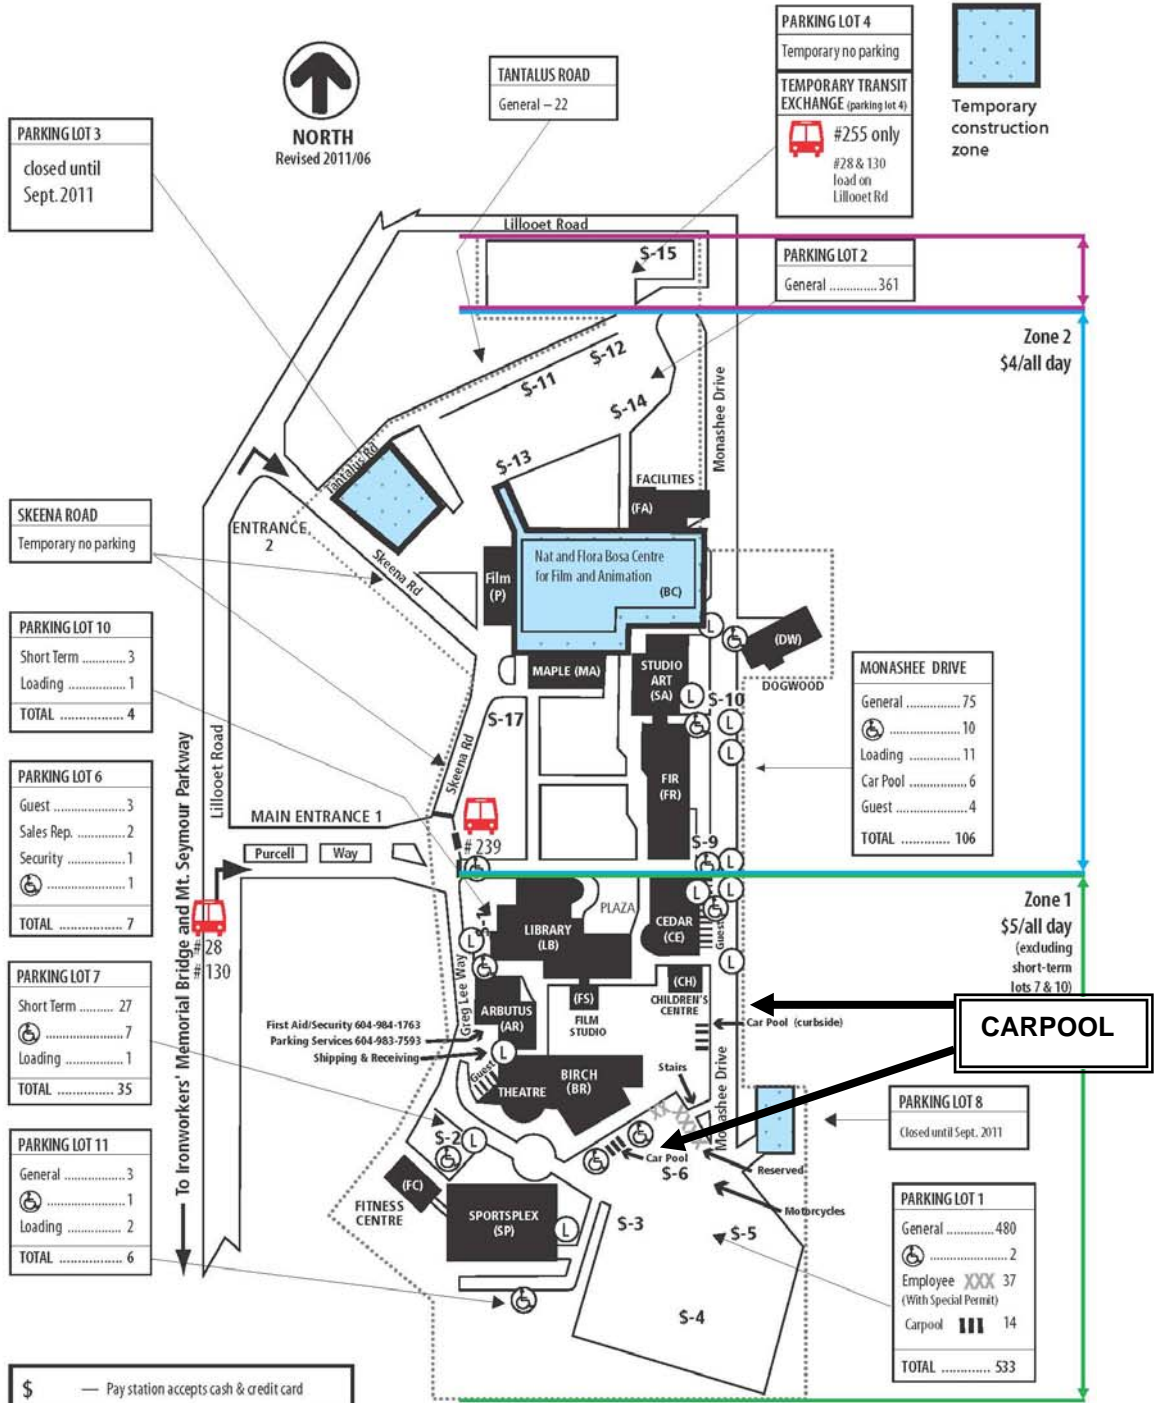 PARKING LOT 4
Temporary no parking
TEMPORARY TRANSIT
EXCHANGE (parking lot 4)
#255 only
#28 & 130
load on
Lillooet Rd
Temporary
construction
zone
NORTH
Revised 2011/06
TANTALUS ROAD
General – 22
PARKING LOT 3
closed until
Sept. 2011
Lillooet Road
$-15
PARKING LOT 2
General .............. 361
Zone 2
$4/all day
$-12
$-11
$-14
$-13
Monashee Drive
Tantalus Rd
FACILITIES
(FA)
SKEENA ROAD
Temporary no parking
ENTRANCE
2
Skeena Rd
Film
(P)
Nat and Flora Bosa Centre
for Film and Animation
(BC)
PARKING LOT 10
Short Term ............. 3
Loading ................. 1
TOTAL .................. 4
MAPLE (MA)
STUDIO
ART
(SA)
L
L
(DW)
DOGWOOD
$-10
L
L
MONASHEE DRIVE
General ................ 75
...................... 10
Loading ............... 11
Car Pool ............... 6
Guest .................. 4
TOTAL .............. 106
$-17
Skeena Rd
FIR
(FR)
PARKING LOT 6
Guest ..................... 3
Sales Rep. .............. 2
Security ................. 1
....................... 1
TOTAL ................. 7
Lillooet Road
To Ironworkers' Memorial Bridge and Mt. Seymour Parkway
MAIN ENTRANCE 1
Purcell Way
# 239
$-9
L
L
L
L
#28
#130
PLAZA
LIBRARY
(LB)
CEDAR
(CE)
Guest
L
Zone 1
$5/all day
(excluding
short-term
lots 7 & 10)
PARKING LOT 7
Short Term .......... 27
....................... 7
Loading ................. 1
TOTAL ............... 35
Greg Lee Way
ARBUTUS
(AR)
(FS)
FILM
STUDIO
(CH)
CHILDREN'S
CENTRE
CARPOOL
Car Pool (curbside)
First Aid/Security 604-984-1763
Parking Services 604-983-7593
Shipping & Receiving
L
Guest
THEATRE
BIRCH
(BR)
Stairs
Monashee Drive
PARKING LOT 8
Closed until Sept. 2011
PARKING LOT 11
General .................. 3
....................... 1
Loading ................. 2
TOTAL ................. 6
$-2
L
XX
XXX
Car Pool
$-6
Reserved
Motorcycles
(FC)
FITNESS
CENTRE
SPORTSPLEX
(SP)
L
$-3
$-5
$-4
PARKING LOT 1
General ...........480
..................... 2
Employee XXX 37
(With Special Permit)
Carpool 14
TOTAL .............. 533
$ — Pay station accepts cash & credit card